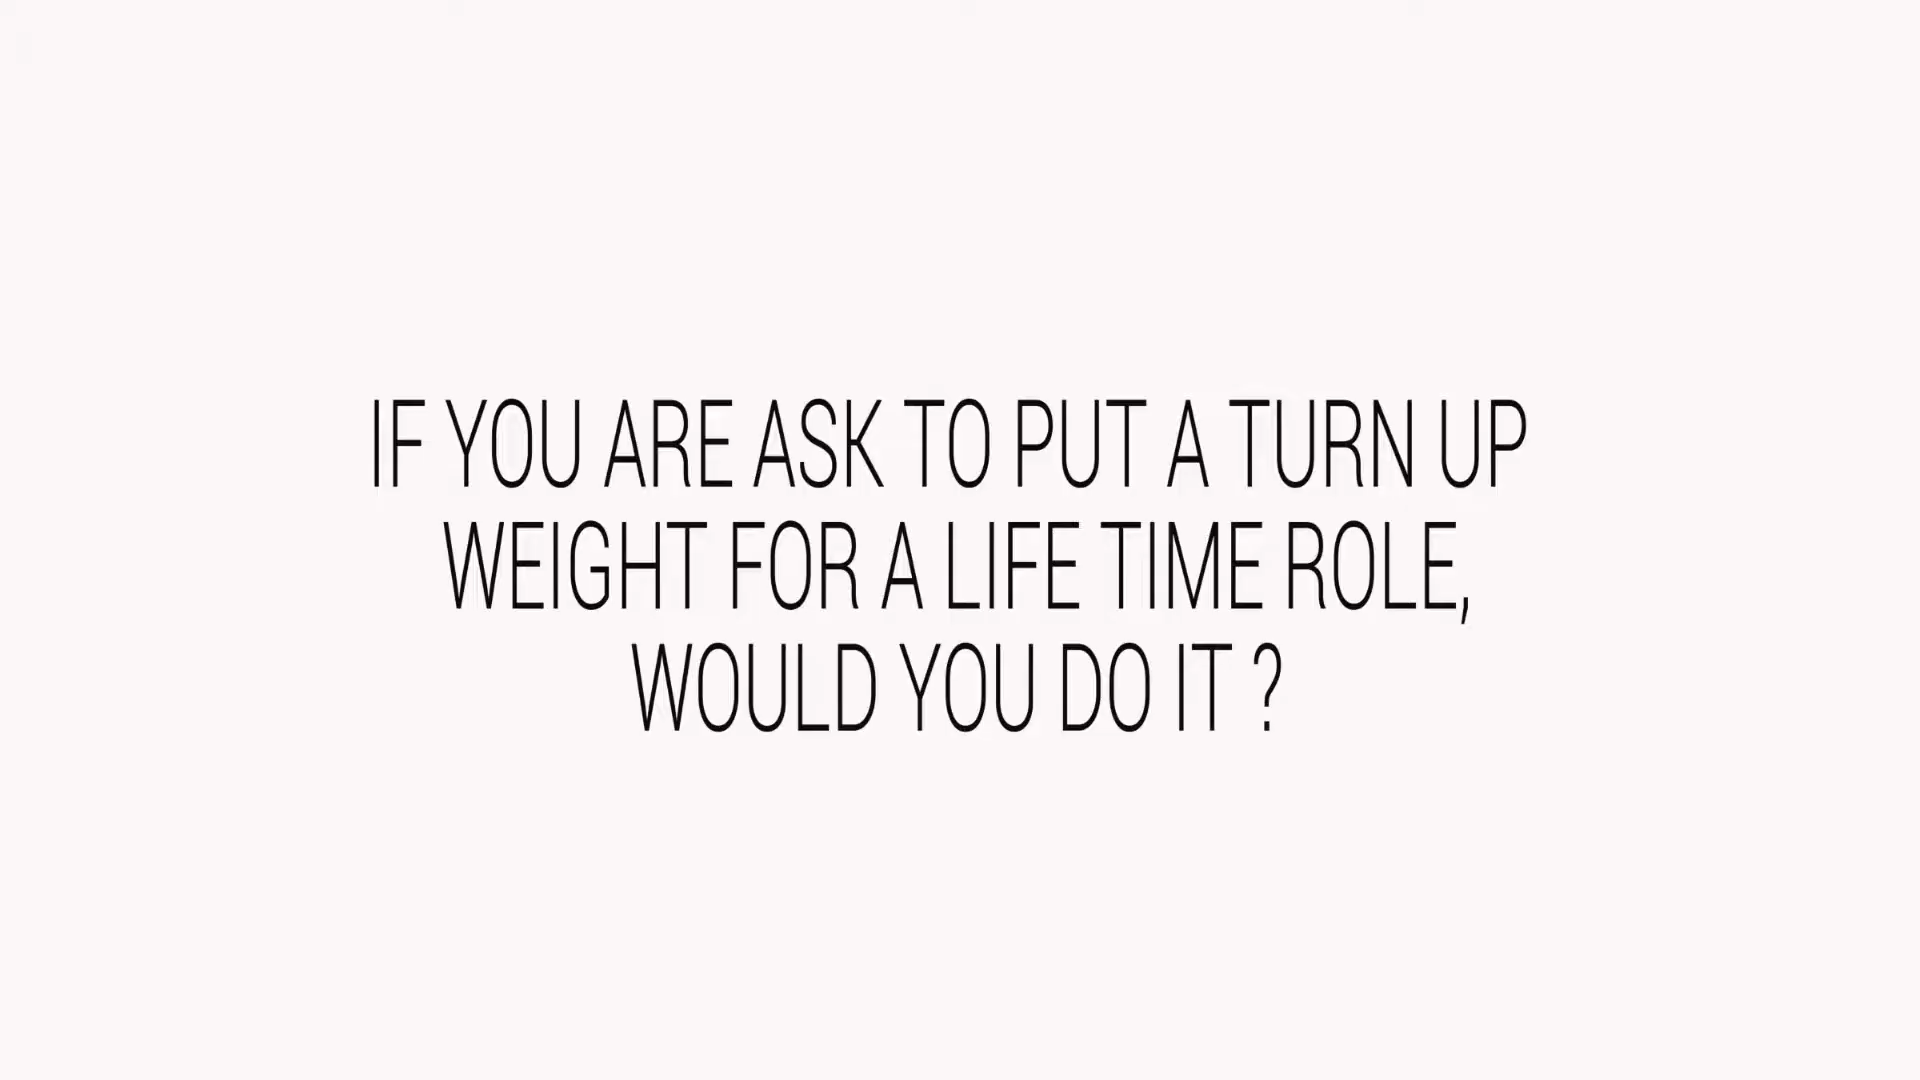 IF YOU ARE ASK TO PUT A TURN UP
WEIGHT FOR A LIFE TIME ROLE,
WOULD YOU DO IT ?